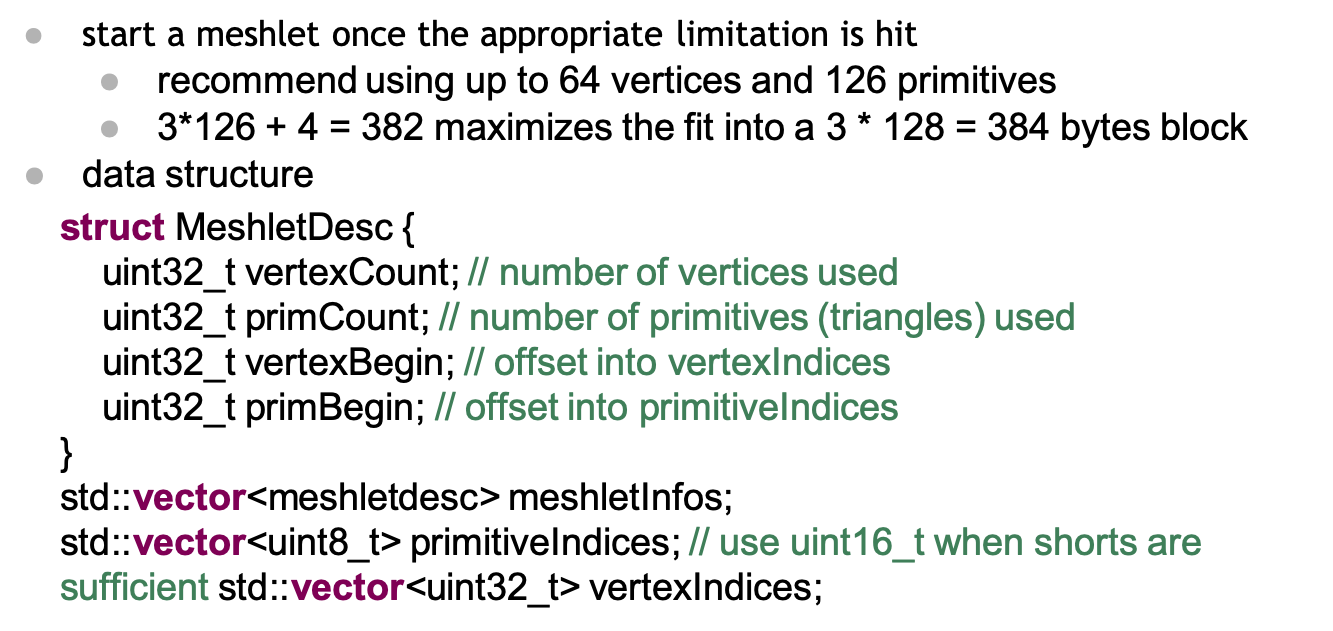 start a meshlet once the appropriate limitation is hit
recommend using up to 64 vertices and 126 primitives
3*126 + 4 = 382 maximizes the fit into a 3 * 128 = 384 bytes block
data structure
struct MeshletDesc {
uint32_t vertexCount; // number of vertices used
uint32_t primCount; // number of primitives (triangles) used
uint32_t vertexBegin; // offset into vertexIndices
uint32_t primBegin; // offset into primitiveIndices
}
std::vector<meshletdesc> meshletInfos;
std::vector<uint8_t> primitiveIndices; // use uint16_t when shorts are
sufficient std::vector<uint32_t> vertexIndices;